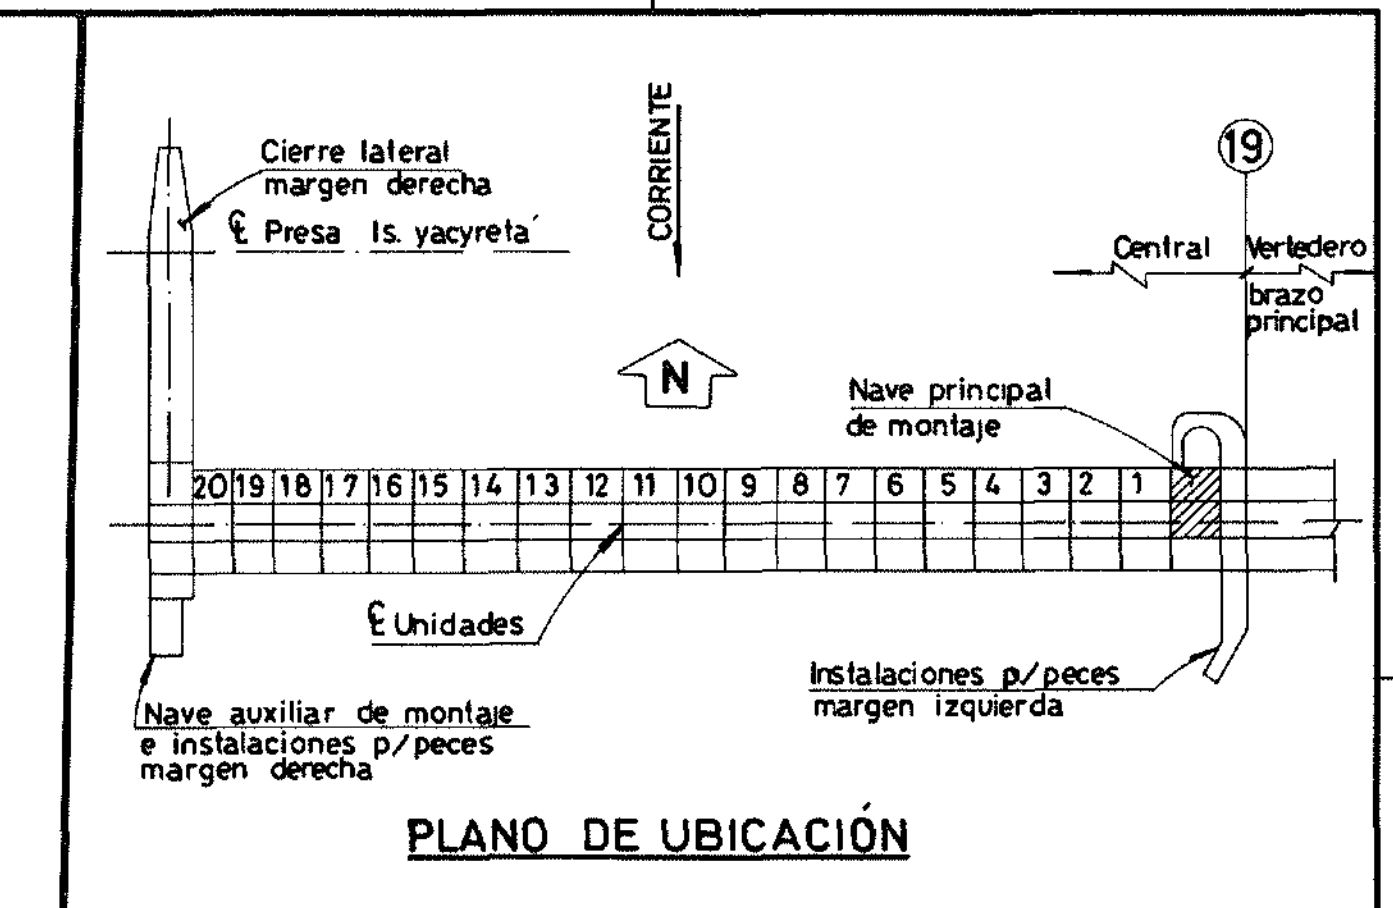 CORRIENTE
19
Cierre lateral
margen derecha
℄ Presa Is. yacyretá
Central
Vertedero
brazo
principal
N
Nave principal
de montaje
20 19 18 17 16 15 14 13 12 11 10 9 8 7 6 5 4 3 2 1
℄ Unidades
Instalaciones p/peces
margen izquierda
Nave auxiliar de montaje
e instalaciones p/peces
margen derecha
PLANO DE UBICACIÓN